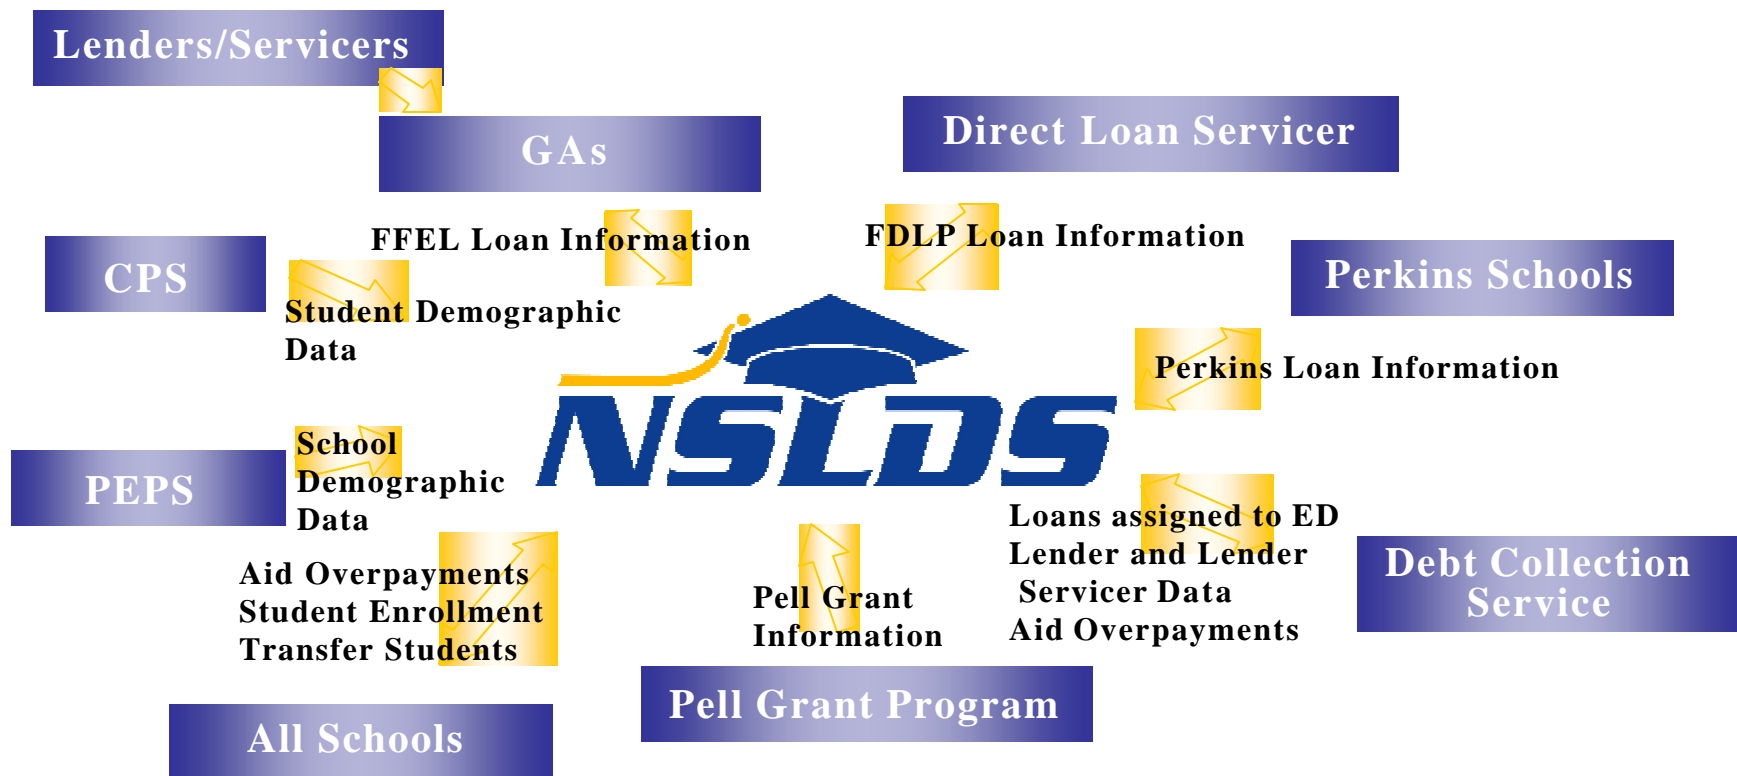 Lenders/Servicers
GAs
Direct Loan Servicer
FFEL Loan Information
FDLP Loan Information
CPS
Perkins Schools
Student Demographic
Data
Perkins Loan Information
NSLDS
School
Demographic
Data
PEPS
Loans assigned to ED
Lender and Lender
Servicer Data
Aid Overpayments
Debt Collection
Service
Aid Overpayments
Student Enrollment
Transfer Students
Pell Grant
Information
Pell Grant Program
All Schools